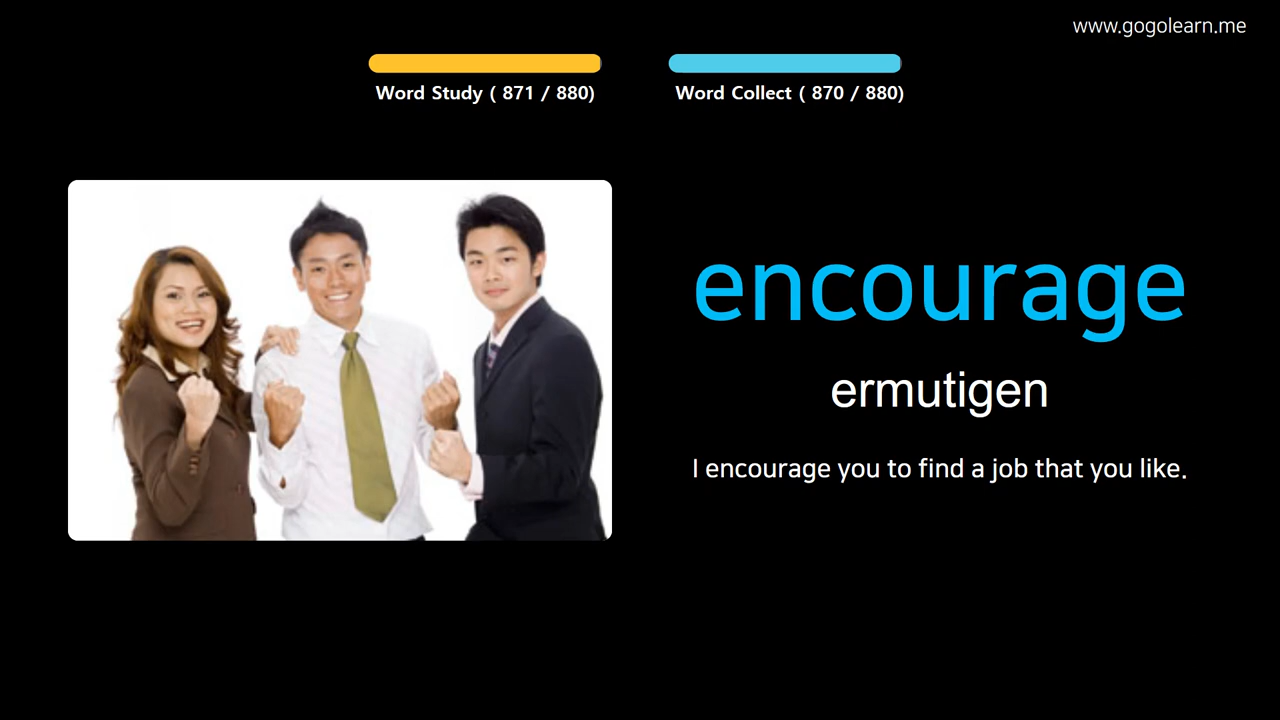 www.gogolearn.me
Word Study ( 871 / 880)
Word Collect ( 870 / 880)
encourage
ermutigen
I encourage you to find a job that you like.